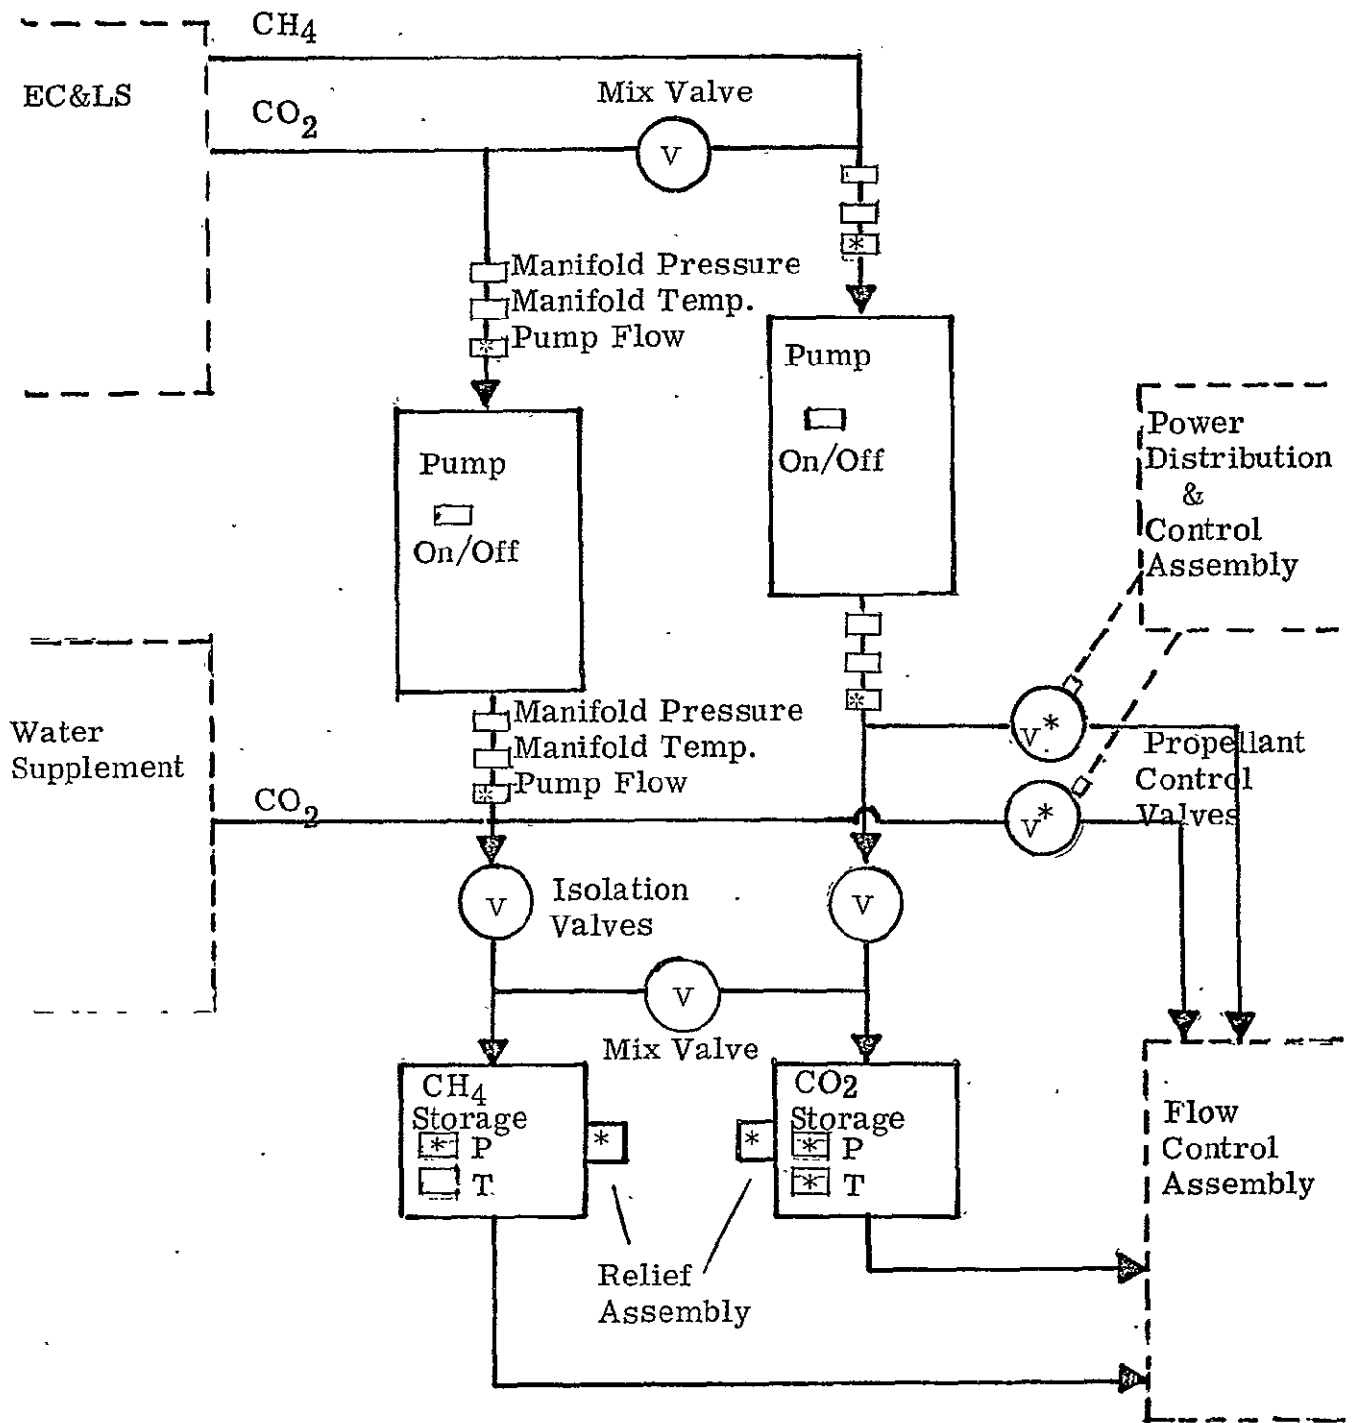 CH4
EC&LS
CO2
Mix Valve
V
*
Manifold Pressure
Manifold Temp.
* Pump Flow
Pump
On/Off
Pump
On/Off
Power
Distribution
&
Control
Assembly
Manifold Pressure
Manifold Temp.
* Pump Flow
*
Water
Supplement
CO2
V*
V*
Propellant
Control
Valves
V
Isolation
Valves
V
V
Mix Valve
CH4
Storage
* P
T
*
*
CO2
Storage
* P
* T
Relief
Assembly
Flow
Control
Assembly